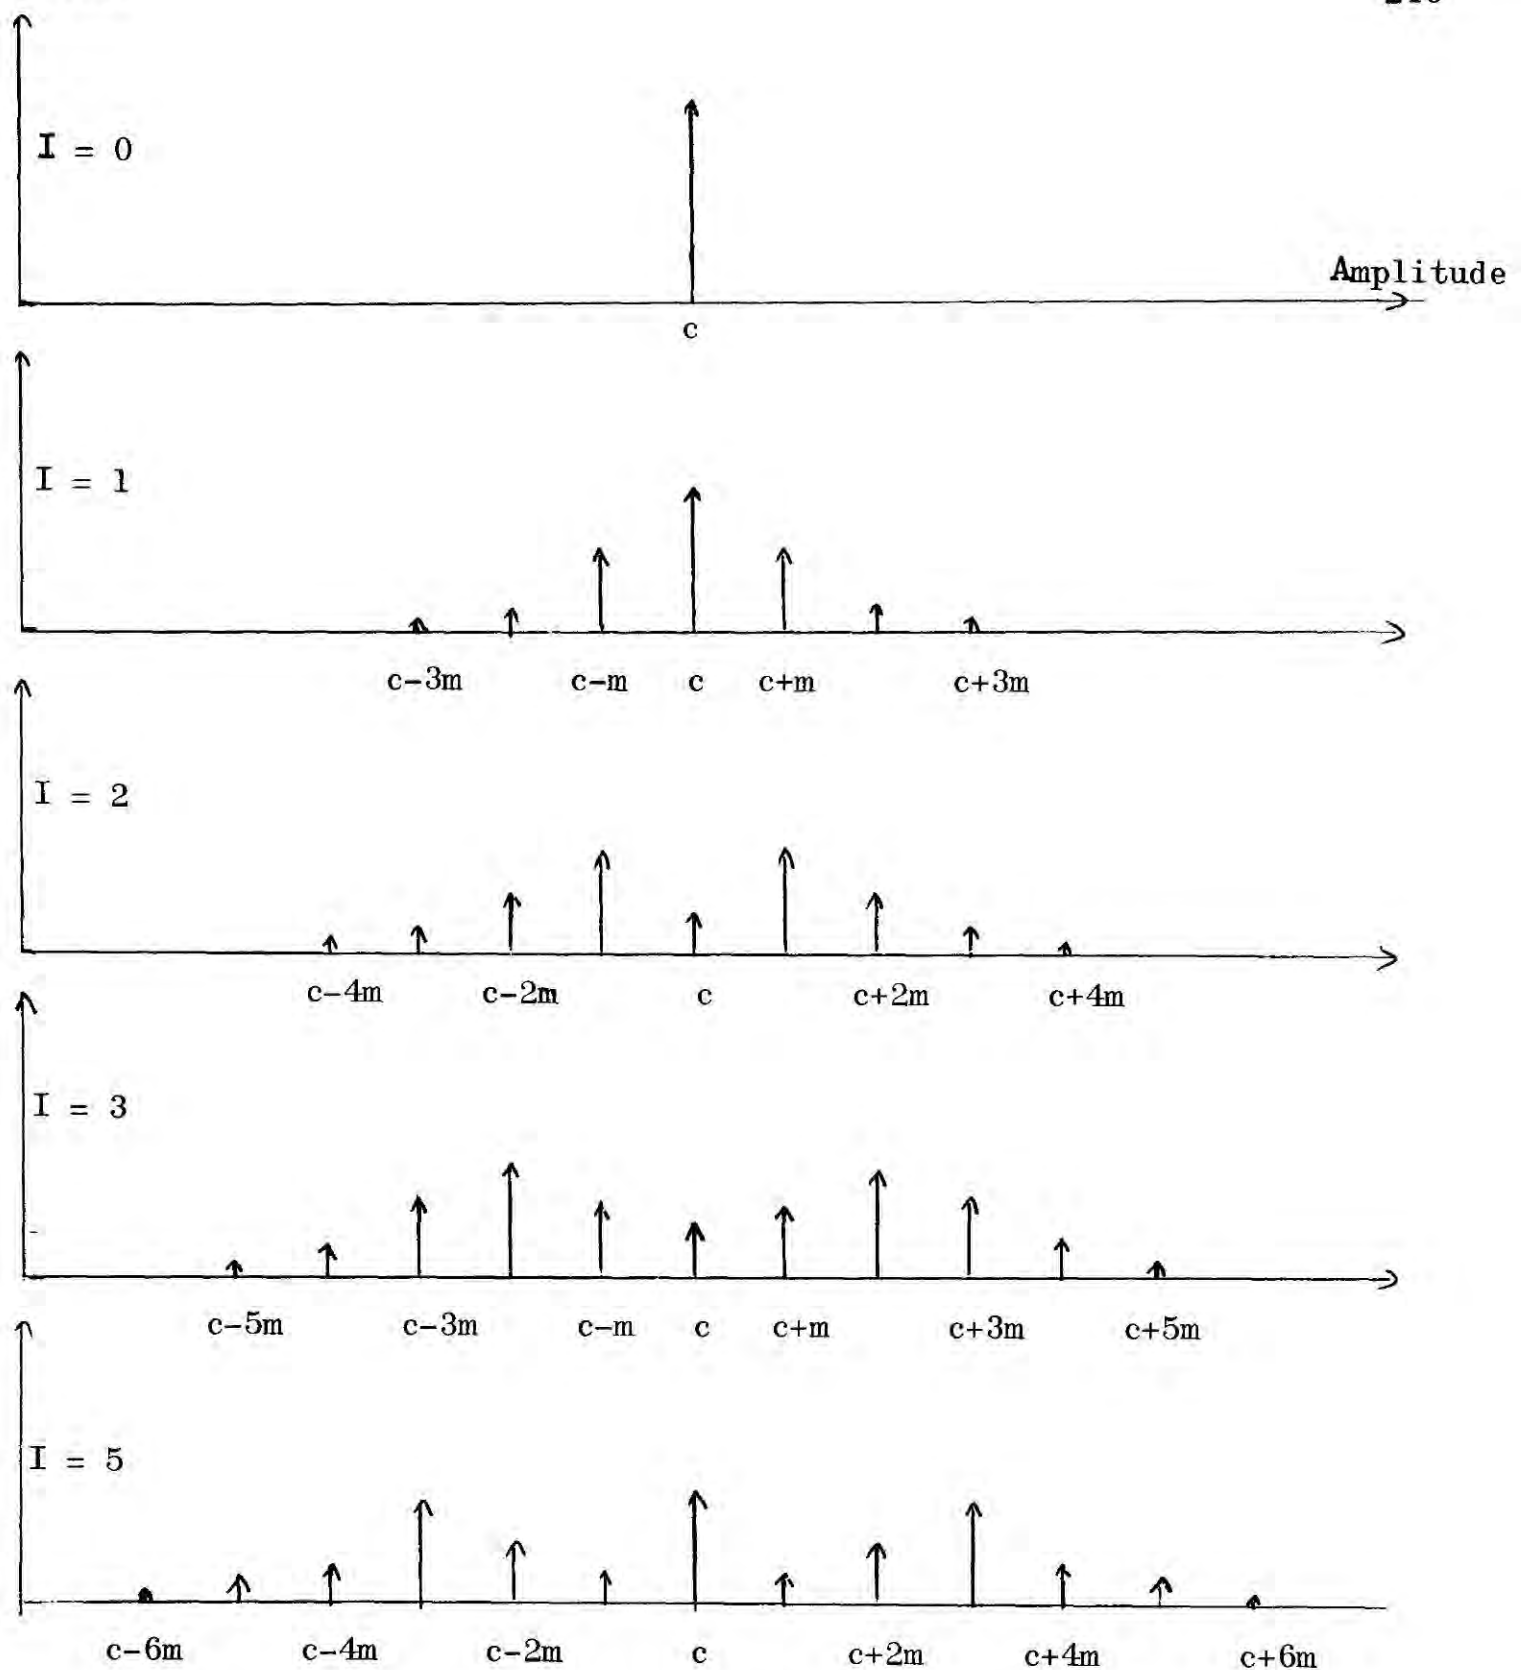 I = 0
Amplitude
c
I = 1
c-3m c-m c c+m c+3m
I = 2
c-4m c-2m c c+2m c+4m
I = 3
c-5m c-3m c-m c c+m c+3m c+5m
I = 5
c-6m c-4m c-2m c c+2m c+4m c+6m